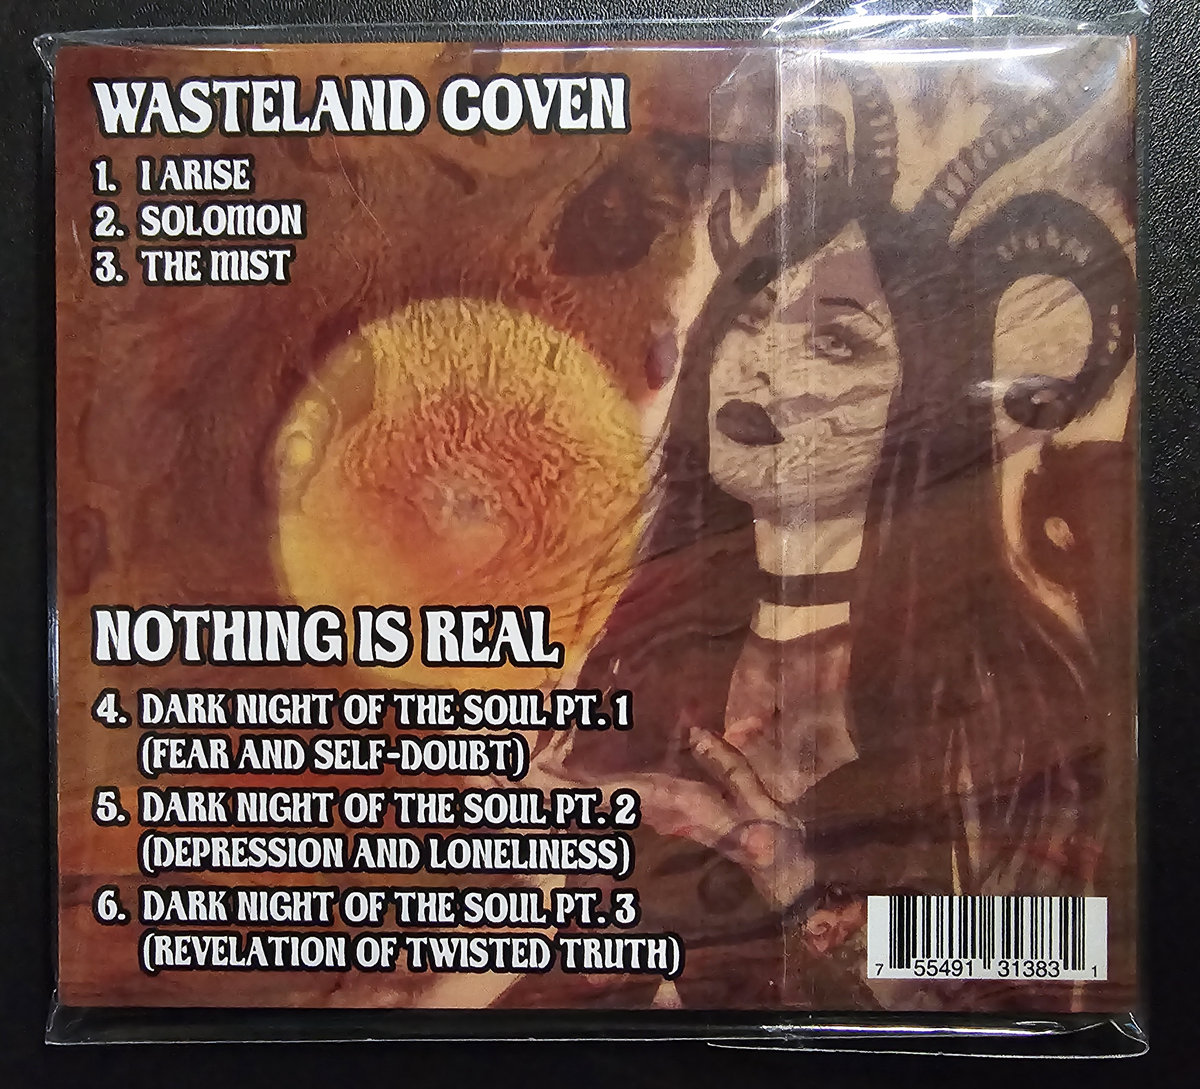 WASTELAND COVEN
1. I ARISE
2. SOLOMON
3. THE MIST
NOTHING IS REAL
4. DARK NIGHT OF THE SOUL PT. 1
(FEAR AND SELF-DOUBT)
5. DARK NIGHT OF THE SOUL PT. 2
(DEPRESSION AND LONELINESS)
6. DARK NIGHT OF THE SOUL PT. 3
(REVELATION OF TWISTED TRUTH)
7 55491 31383 1